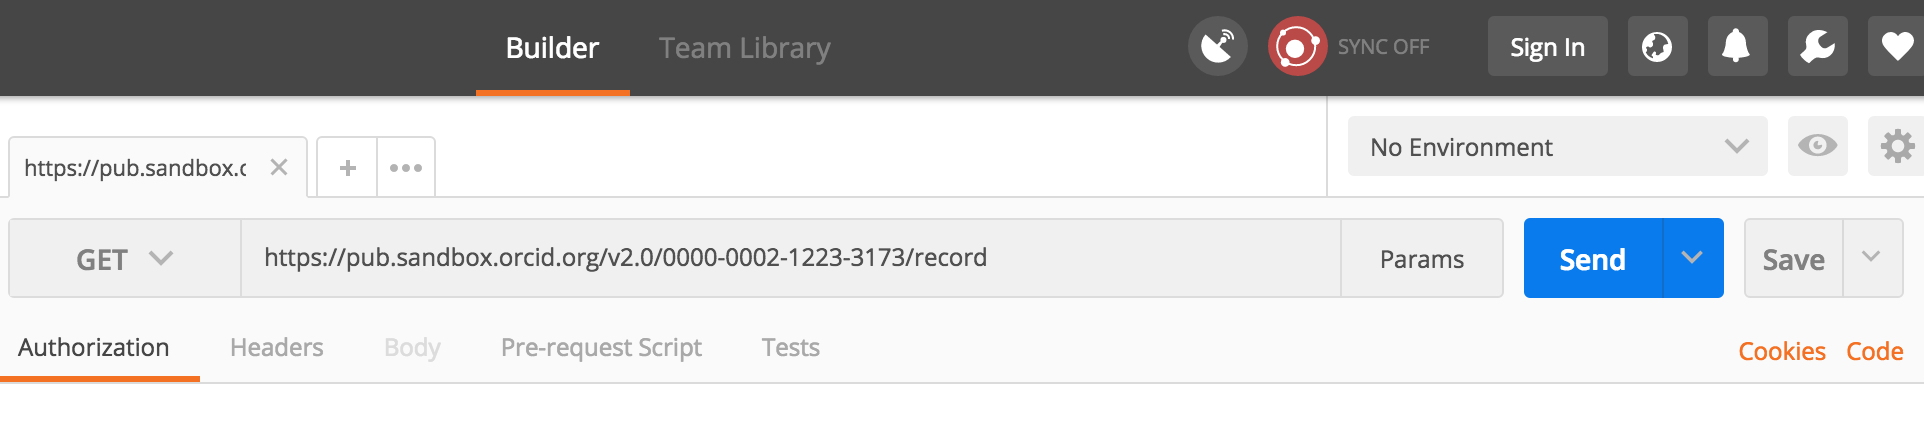 Builder Team Library SYNC OFF Sign In
https://pub.sandbox.c No Environment
GET https://pub.sandbox.orcid.org/v2.0/0000-0002-1223-3173/record Params Send Save
Authorization Headers Body Pre-request Script Tests Cookies Code